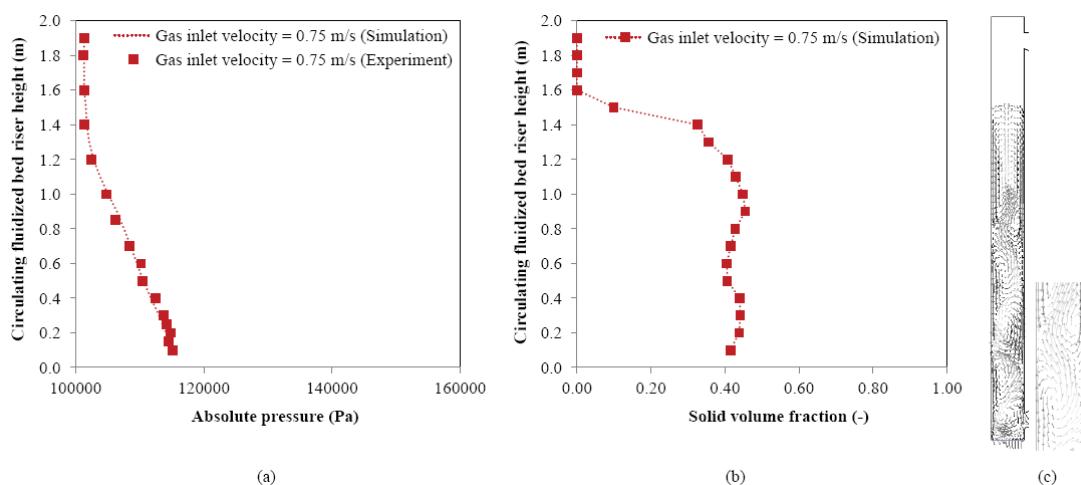 2.0
1.8
1.6
1.4
1.2
1.0
0.8
0.6
0.4
0.2
0.0
Circulating fluidized bed riser height (m)
Gas inlet velocity = 0.75 m/s (Simulation)
Gas inlet velocity = 0.75 m/s (Experiment)
100000 120000 140000 160000
Absolute pressure (Pa)
(a)
2.0
1.8
1.6
1.4
1.2
1.0
0.8
0.6
0.4
0.2
0.0
Circulating fluidized bed riser height (m)
Gas inlet velocity = 0.75 m/s (Simulation)
0.00 0.20 0.40 0.60 0.80 1.00
Solid volume fraction (-)
(b)
(c)